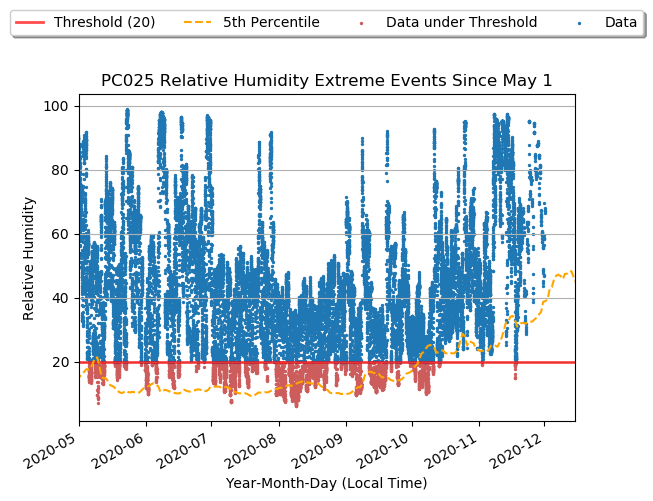 Threshold (20) 5th Percentile Data under Threshold Data
PC025 Relative Humidity Extreme Events Since May 1
100
80
60
40
20
Relative Humidity
2020-05 2020-06 2020-07 2020-08 2020-09 2020-10 2020-11 2020-12
Year-Month-Day (Local Time)